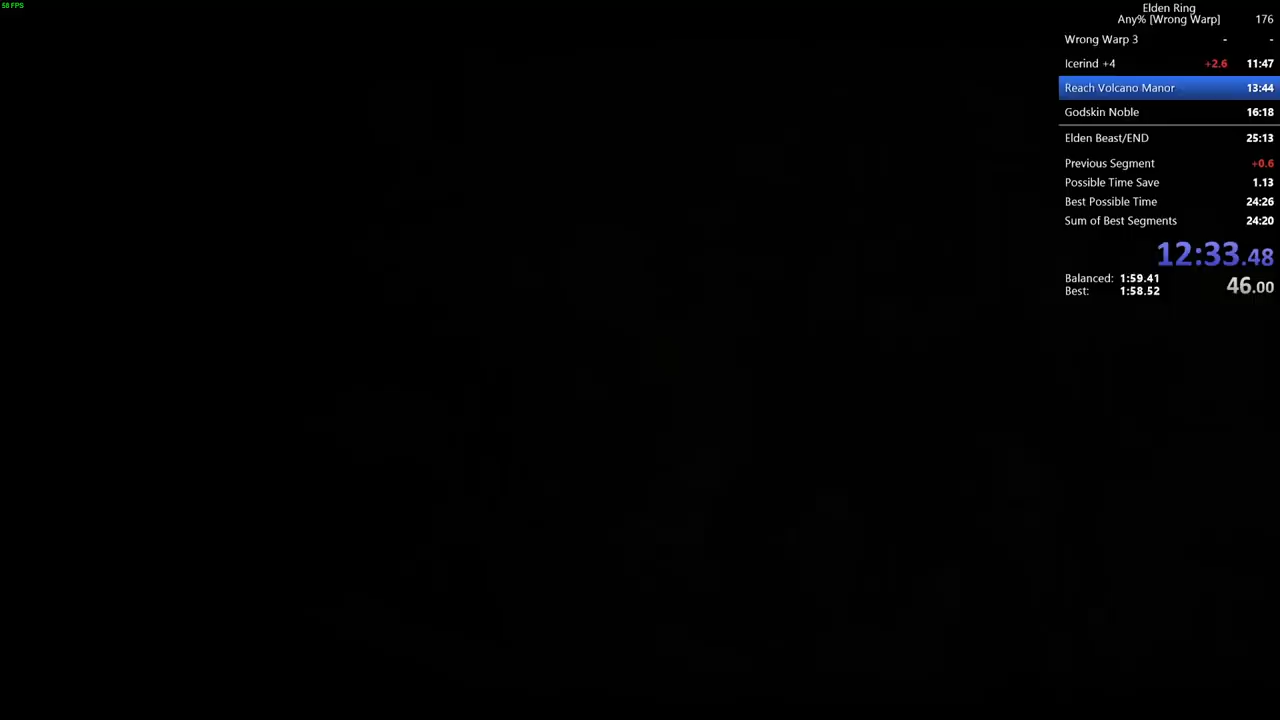 58 FPS
Elden Ring
Any% [Wrong Warp] 176
Wrong Warp 3 - -
Icerind +4 +2.6 11:47
Reach Volcano Manor 13:44
Godskin Noble 16:18
Elden Beast/END 25:13
Previous Segment +0.6
Possible Time Save 1.13
Best Possible Time 24:26
Sum of Best Segments 24:20
12:33.48
Balanced: 1:59.41
Best: 1:58.52
46.00